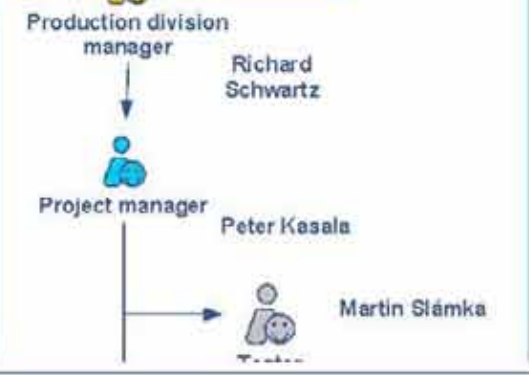 Production division
manager
Richard
Schwartz
Project manager
Peter Kasala
Martin Slámka